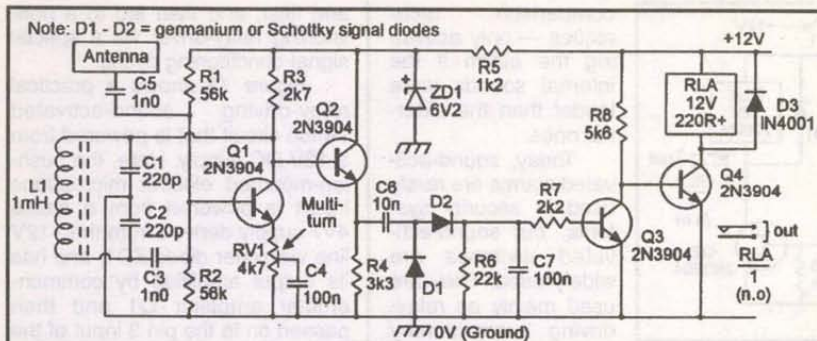 Note: D1 - D2 = germanium or Schottky signal diodes
Antenna
C5
1n0
R1
56k
R3
2k7
Q2
2N3904
ZD1
6V2
R5
1k2
+12V
RLA
12V
220R+
D3
IN4001
R8
5k6
L1
1mH
C1
220p
Q1
2N3904
C2
220p
Multi-
turn
4k7
C3
1n0
R2
56k
C4
100n
R4
3k3
C6
10n
D2
D1
R6
22k
C7
100n
R7
2k2
Q3
2N3904
Q4
2N3904
out
RLA
1
(n.o)
0V (Ground)